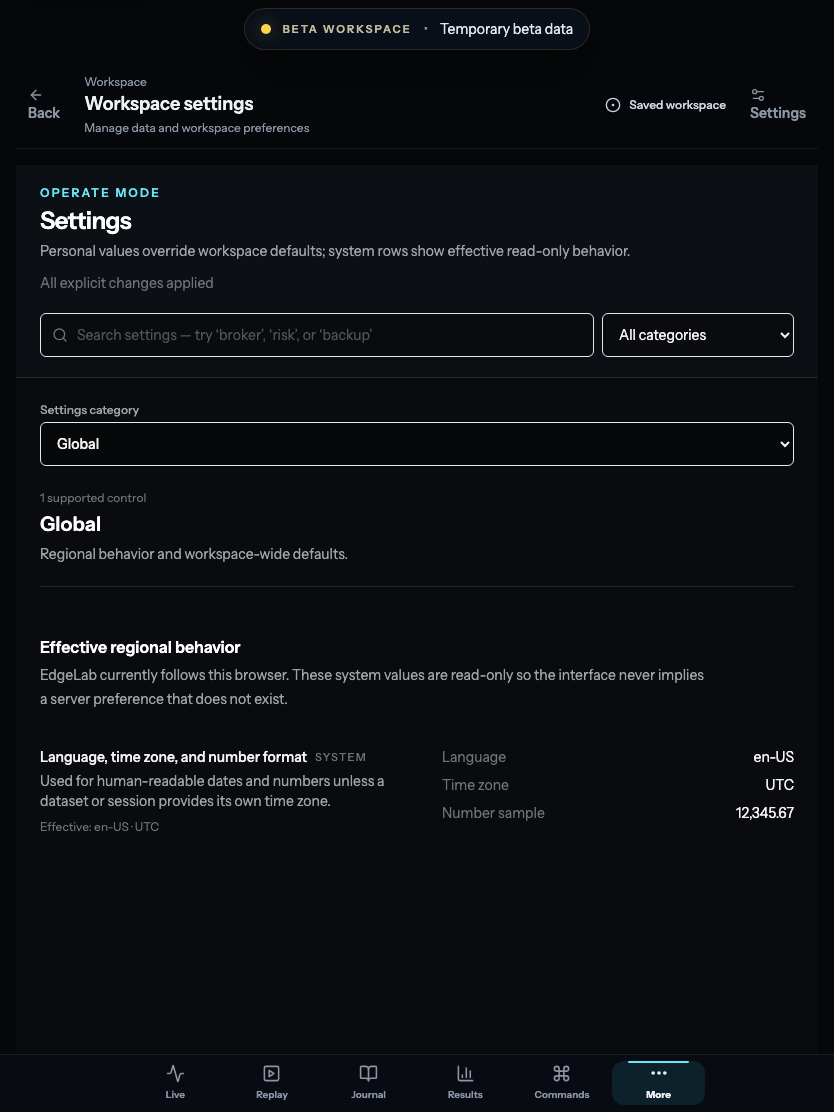 BETA WORKSPACE · Temporary beta data
Workspace
Back
Workspace settings
Manage data and workspace preferences
Saved workspace
Settings
OPERATE MODE
Settings
Personal values override workspace defaults; system rows show effective read-only behavior.
All explicit changes applied
Search settings — try ‘broker’, ‘risk’, or ‘backup’
All categories
Settings category
Global
1 supported control
Global
Regional behavior and workspace-wide defaults.
Effective regional behavior
EdgeLab currently follows this browser. These system values are read-only so the interface never implies
a server preference that does not exist.
Language, time zone, and number format SYSTEM
Used for human-readable dates and numbers unless a
dataset or session provides its own time zone.
Effective: en-US · UTC
Language en-US
Time zone UTC
Number sample 12,345.67
Live
Replay
Journal
Results
Commands
More